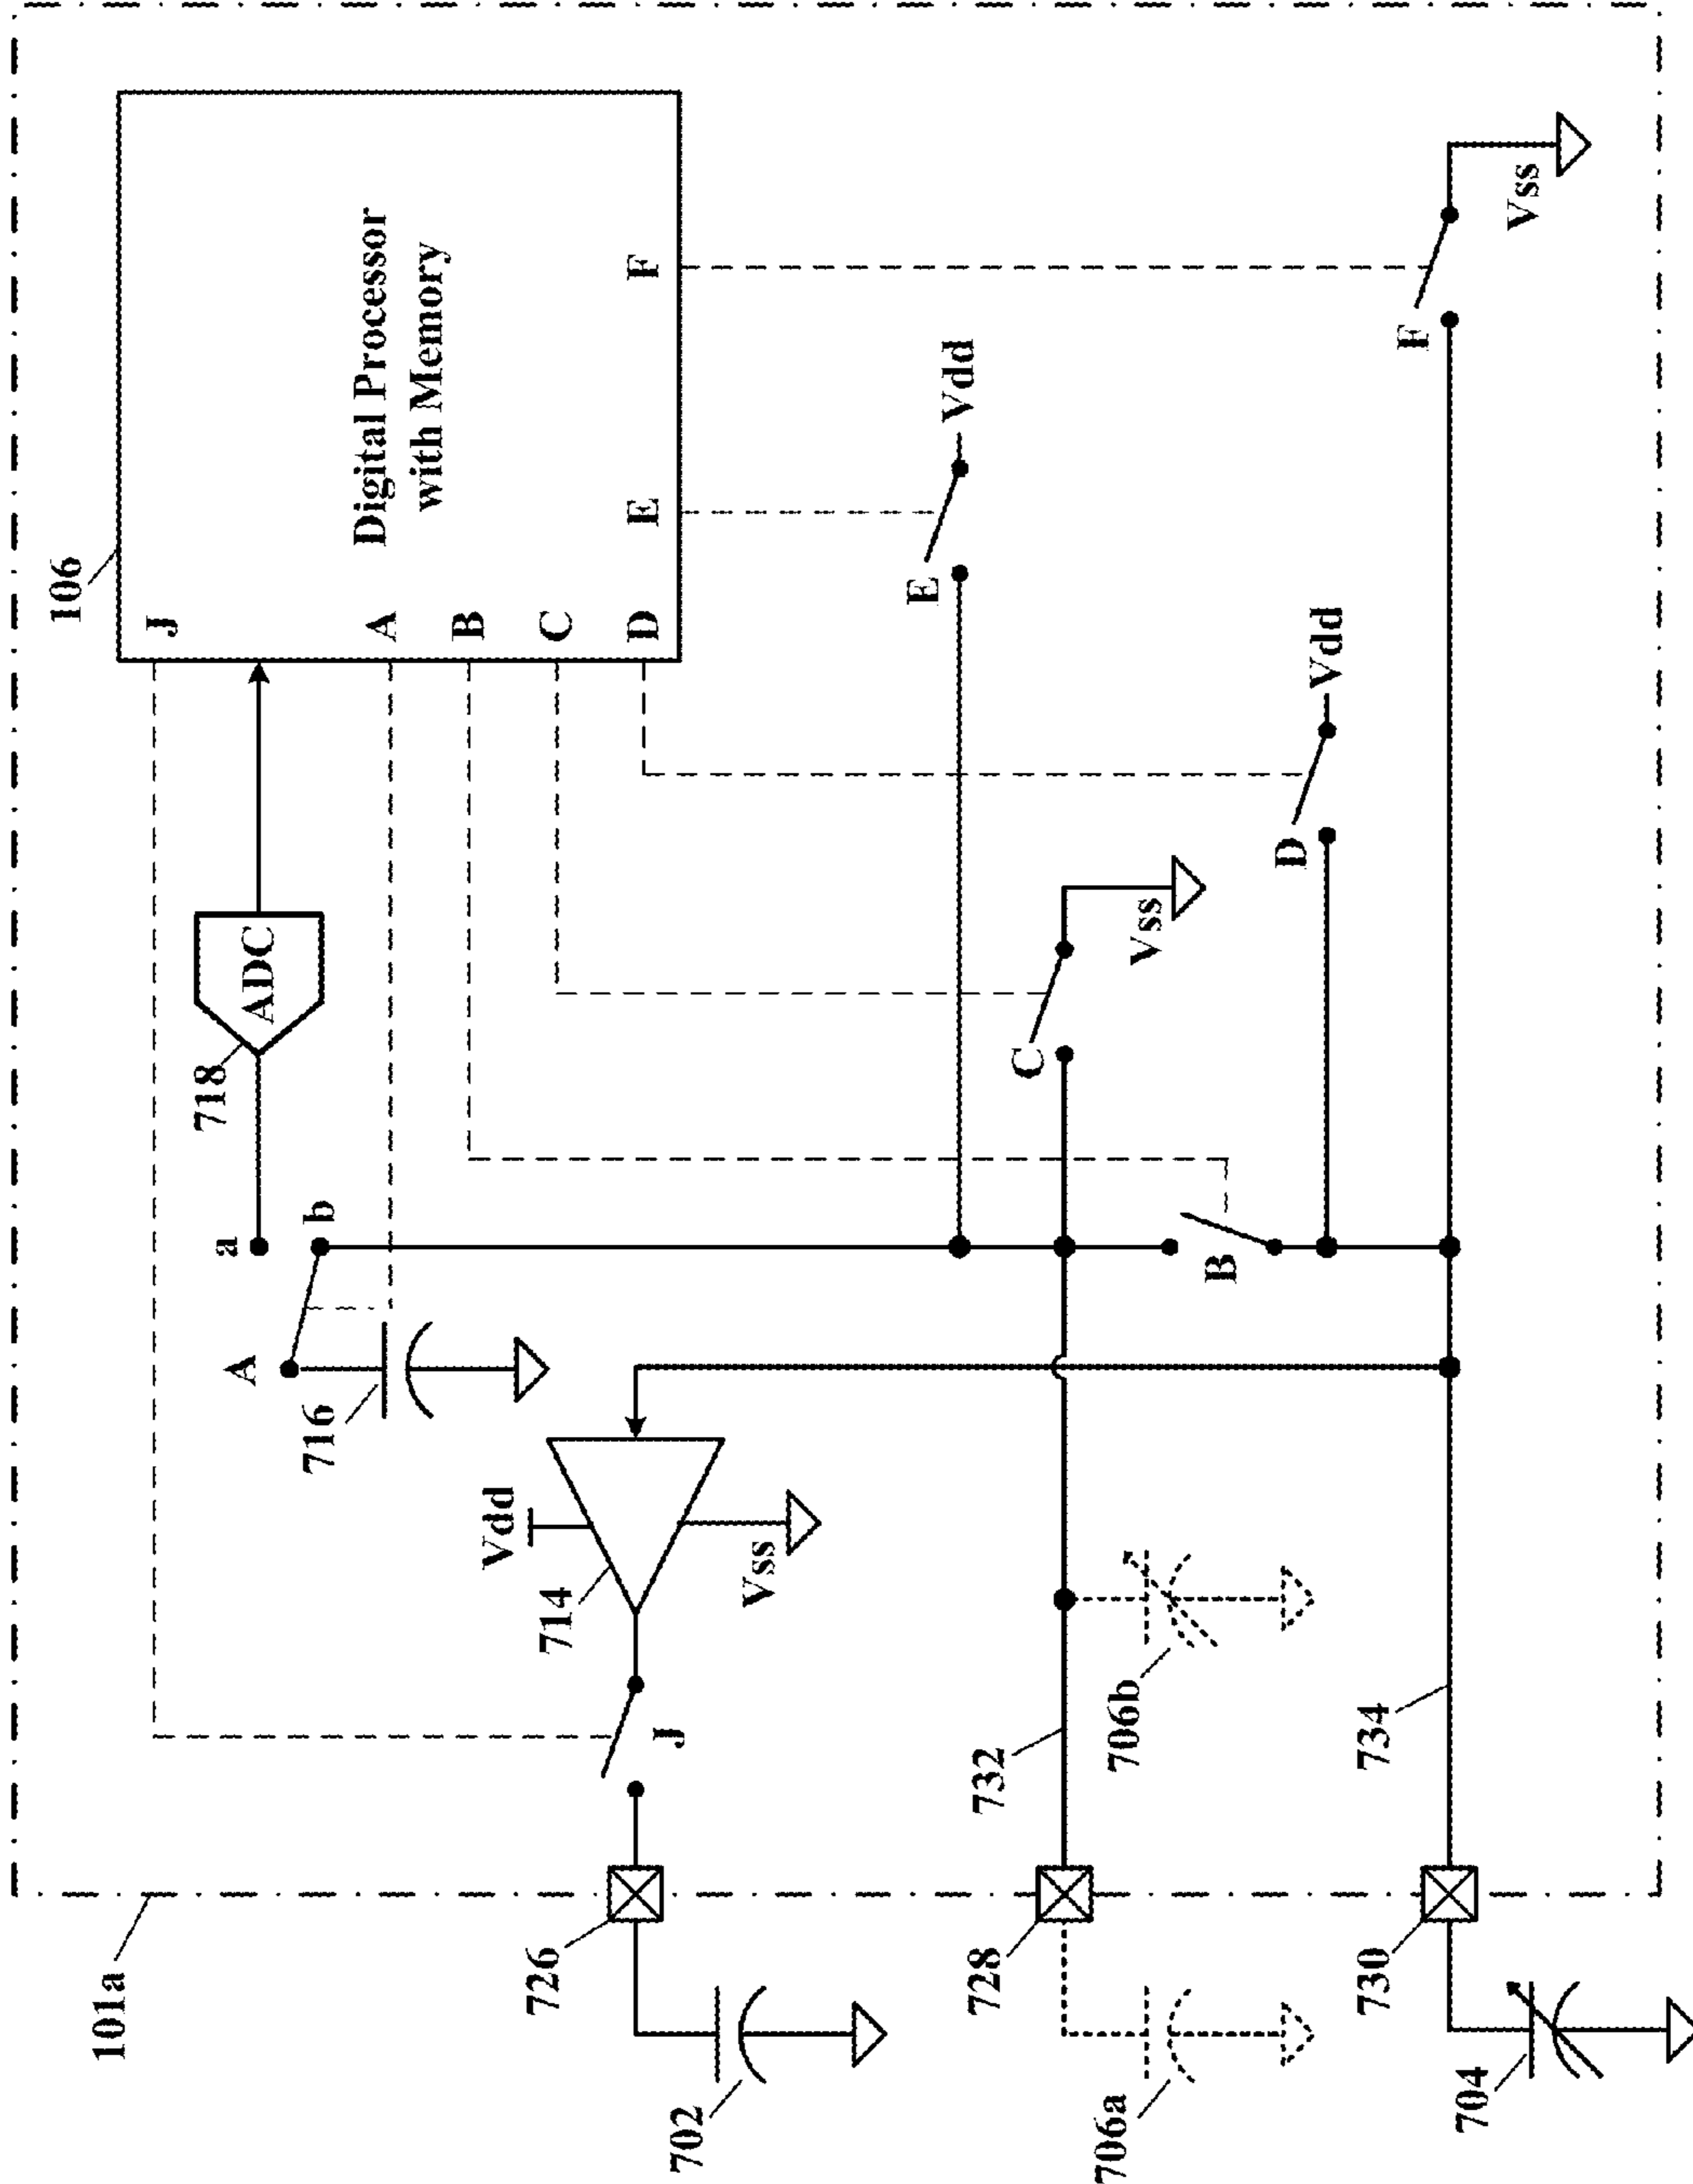 101a
106
Digital Processor
with Memory
J
A
B
C
D
E
F
718
ADC
a
b
A
716
Vdd
714
Vss
J
726
702
E
Vdd
C
Vss
732
728
706a
706b
B
D
Vdd
734
730
704
F
Vss